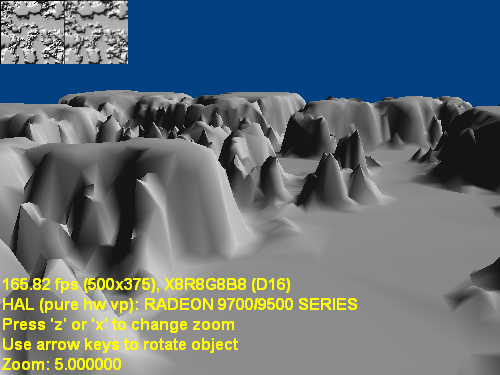 165.82 fps (500x375), X8R8G8B8 (D16)
HAL (pure hw vp): RADEON 9700/9500 SERIES
Press 'z' or 'x' to change zoom
Use arrow keys to rotate object
Zoom: 5.000000